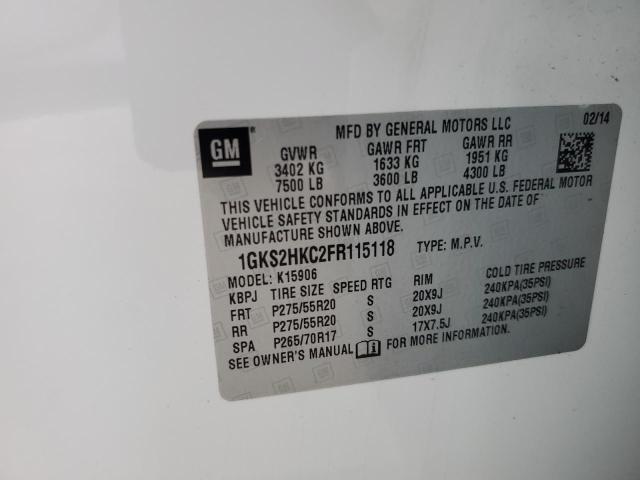 GM ®
MFD BY GENERAL MOTORS LLC 02/14
GVWR GAWR FRT GAWR RR
3402 KG 1633 KG 1951 KG
7500 LB 3600 LB 4300 LB
THIS VEHICLE CONFORMS TO ALL APPLICABLE U.S. FEDERAL MOTOR
VEHICLE SAFETY STANDARDS IN EFFECT ON THE DATE OF
MANUFACTURE SHOWN ABOVE.
1GKS2HKC2FR115118 TYPE: M.P.V.
MODEL: K15906
KBPJ TIRE SIZE SPEED RTG RIM COLD TIRE PRESSURE
FRT P275/55R20 S 20X9J 240KPA(35PSI)
RR P275/55R20 S 20X9J 240KPA(35PSI)
SPA P265/70R17 S 17X7.5J 240KPA(35PSI)
SEE OWNER'S MANUAL FOR MORE INFORMATION.